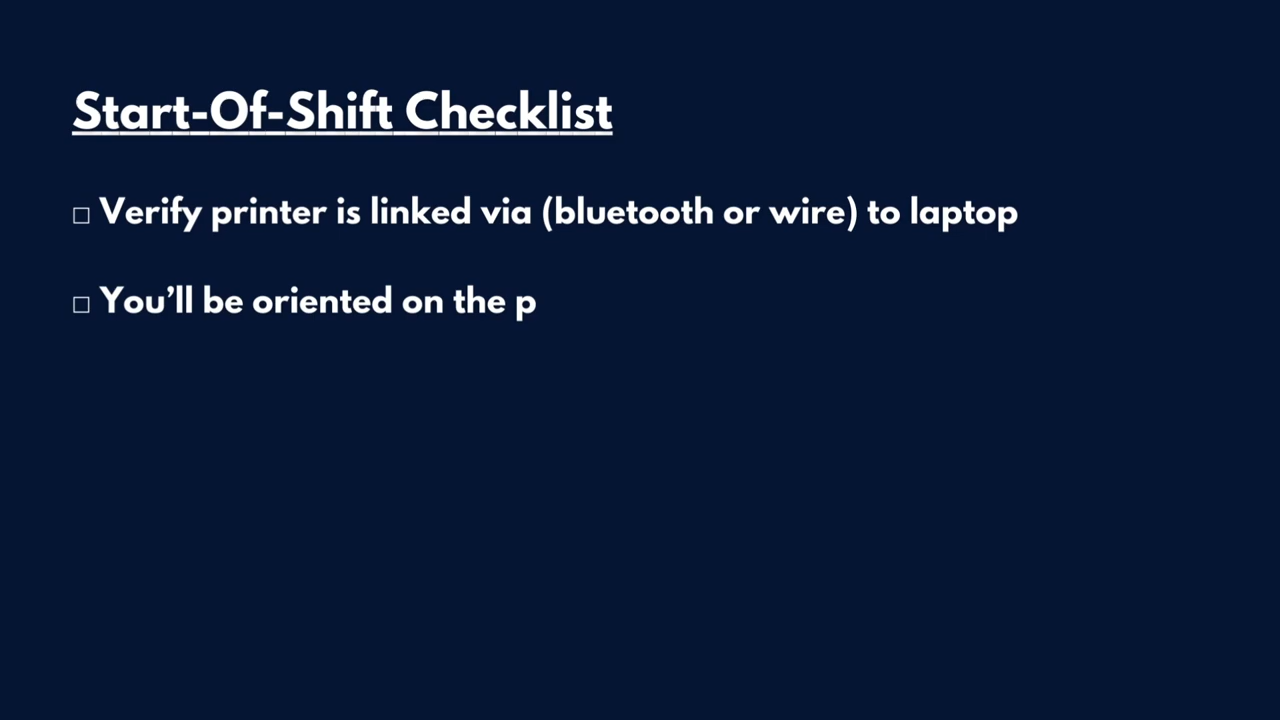 Start-Of-Shift Checklist
□ Verify printer is linked via (bluetooth or wire) to laptop
□ You’ll be oriented on the p